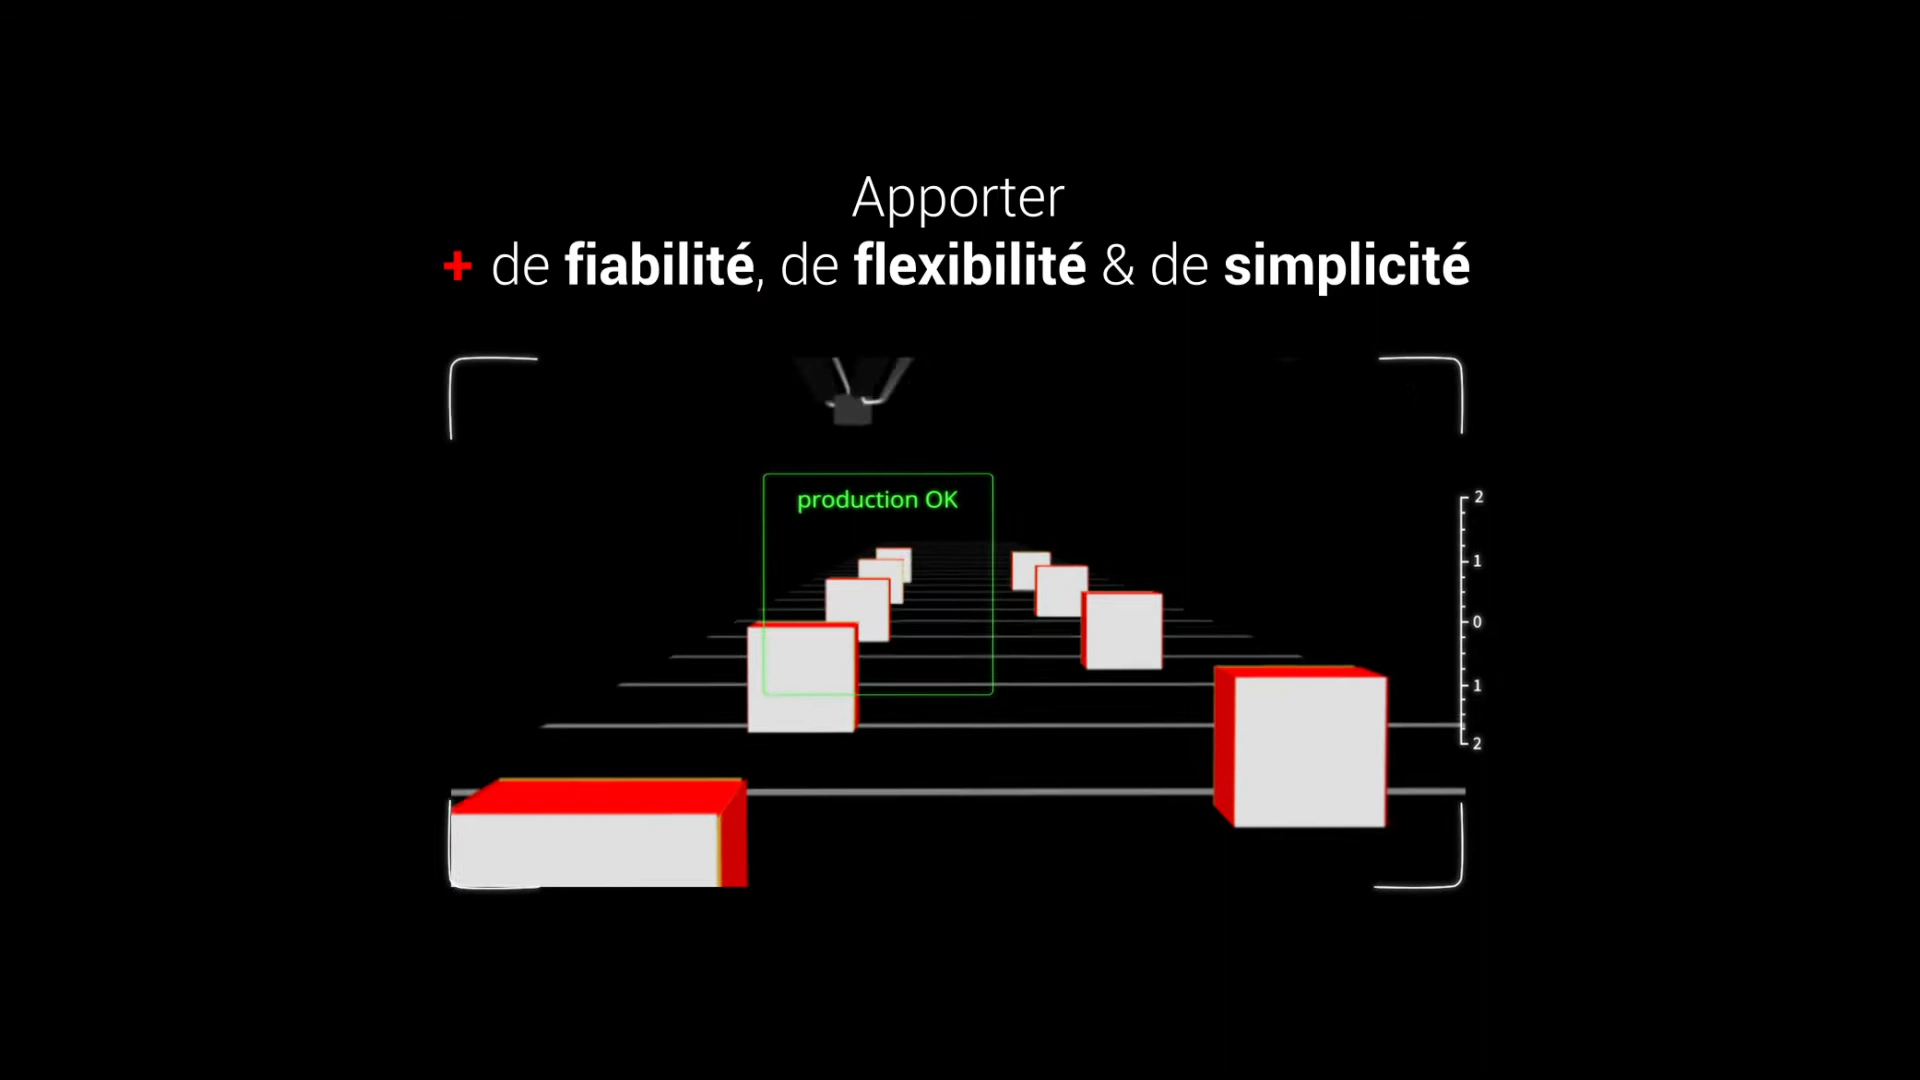 Apporter
+ de fiabilité, de flexibilité & de simplicité
production OK
2
1
0
1
2